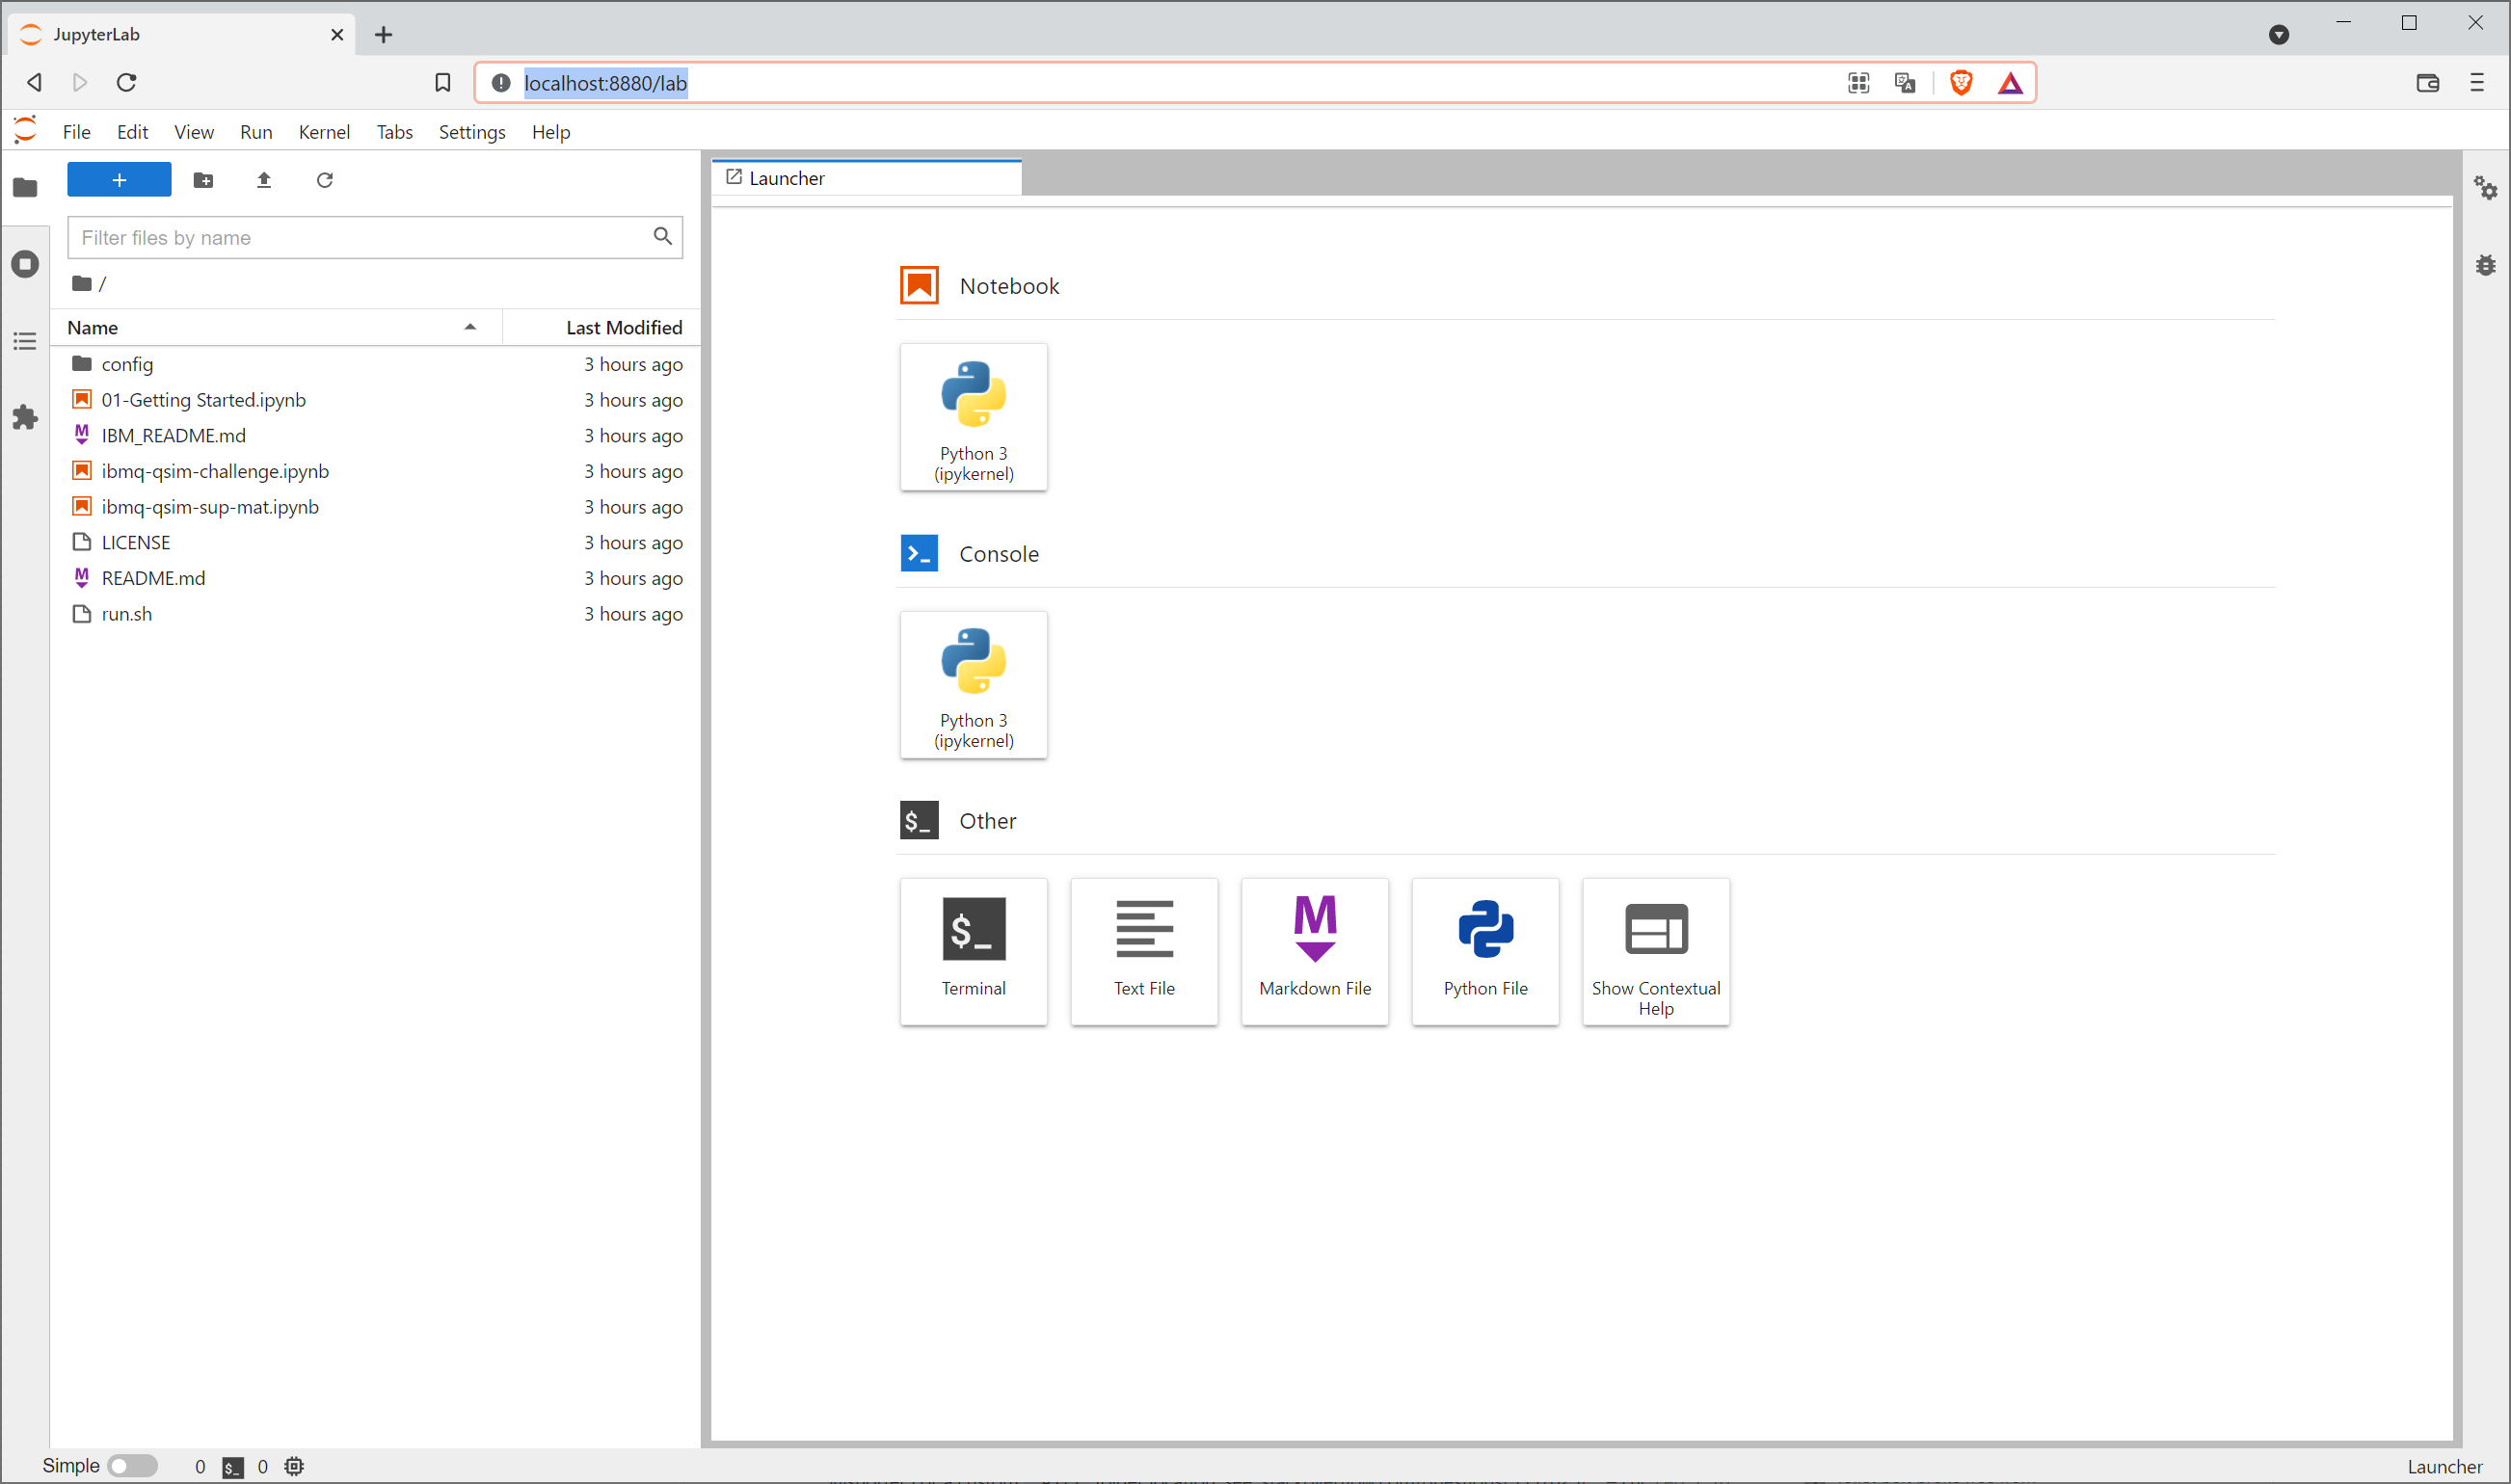 JupyterLab
localhost:8880/lab
File Edit View Run Kernel Tabs Settings Help
Launcher
Filter files by name
/
Name Last Modified
config 3 hours ago
01-Getting Started.ipynb 3 hours ago
IBM_README.md 3 hours ago
ibmq-qsim-challenge.ipynb 3 hours ago
ibmq-qsim-sup-mat.ipynb 3 hours ago
LICENSE 3 hours ago
README.md 3 hours ago
run.sh 3 hours ago
Notebook
Python 3
(ipykernel)
Console
Python 3
(ipykernel)
$_ Other
$_
Terminal
Text File
M
Markdown File
Python File
Show Contextual
Help
Simple 0 $_ 0
Launcher